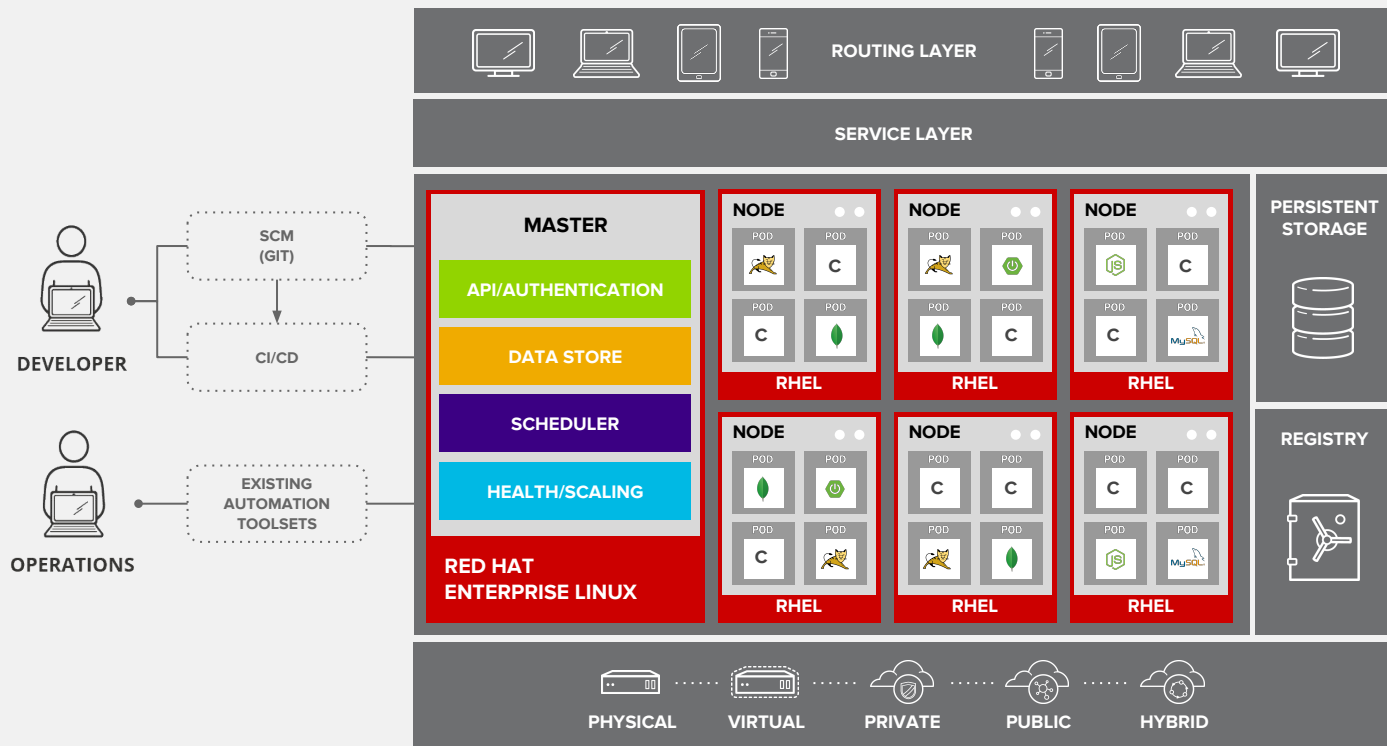 ROUTING LAYER
SERVICE LAYER
DEVELOPER
SCM
(GIT)
CI/CD
OPERATIONS
EXISTING
AUTOMATION
TOOLSETS
MASTER
API/AUTHENTICATION
DATA STORE
SCHEDULER
HEALTH/SCALING
RED HAT
ENTERPRISE LINUX
NODE
POD
POD
C
POD
POD
C
RHEL
NODE
POD
POD
POD
POD
C
RHEL
NODE
POD
POD
JS
C
POD
POD
C
MySQL
RHEL
NODE
POD
POD
POD
POD
C
RHEL
NODE
POD
POD
C
C
POD
POD
RHEL
NODE
POD
POD
C
C
POD
POD
JS
MySQL
RHEL
PERSISTENT
STORAGE
REGISTRY
PHYSICAL
VIRTUAL
PRIVATE
PUBLIC
HYBRID